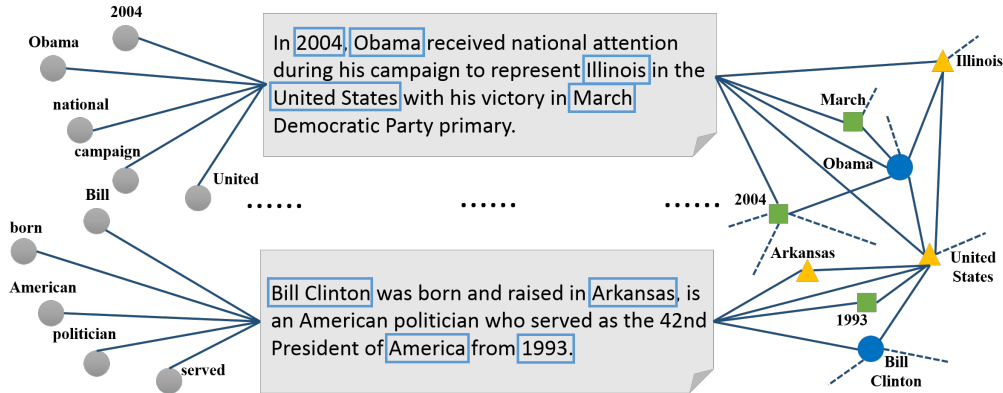 2004
Obama
national
campaign
United
In 2004, Obama received national attention
during his campaign to represent Illinois in the
United States with his victory in March
Democratic Party primary.
Illinois
March
Obama
2004
......
......
......
Bill
born
American
politician
served
Bill Clinton was born and raised in Arkansas, is
an American politician who served as the 42nd
President of America from 1993.
Arkansas
United
States
1993
Bill
Clinton